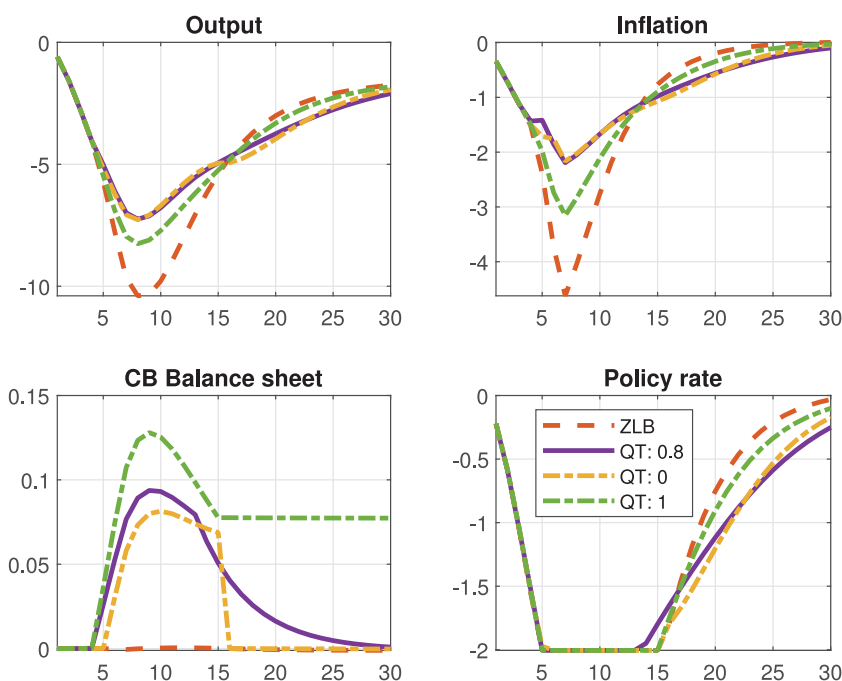 Output
0
-5
-10
5 10 15 20 25 30
Inflation
0
-1
-2
-3
-4
5 10 15 20 25 30
CB Balance sheet
0.15
0.1
0.05
0
5 10 15 20 25 30
Policy rate
0
-0.5
-1
-1.5
-2
5 10 15 20 25 30
ZLB
QT: 0.8
QT: 0
QT: 1